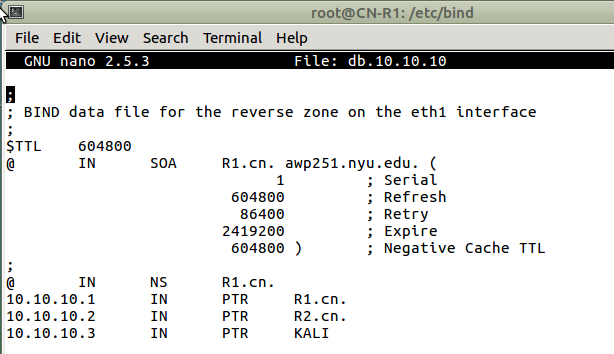 root@CN-R1: /etc/bind
File Edit View Search Terminal Help
GNU nano 2.5.3 File: db.10.10.10
;
; BIND data file for the reverse zone on the eth1 interface
;
$TTL 604800
@ IN SOA R1.cn. awp251.nyu.edu. (
1 ; Serial
604800 ; Refresh
86400 ; Retry
2419200 ; Expire
604800 ) ; Negative Cache TTL
;
@ IN NS R1.cn.
10.10.10.1 IN PTR R1.cn.
10.10.10.2 IN PTR R2.cn.
10.10.10.3 IN PTR KALI